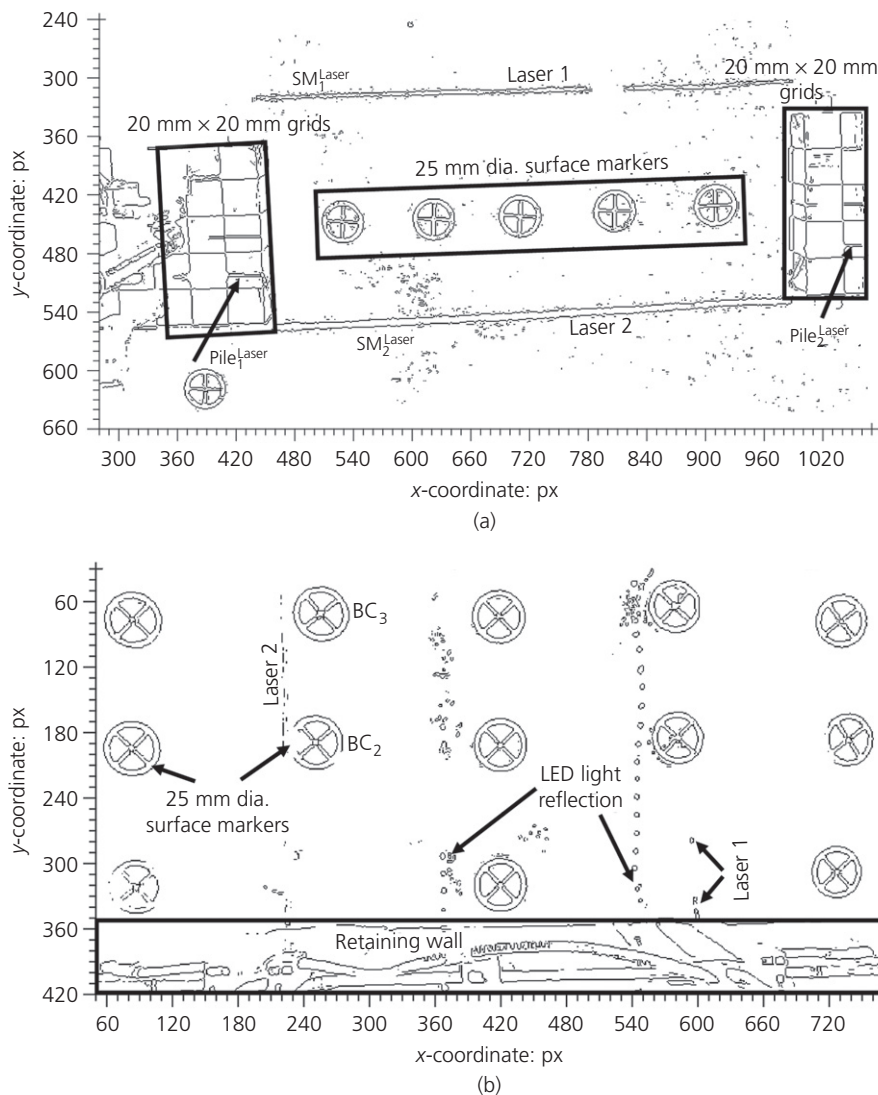 240
300
360
420
480
540
600
660
y-coordinate: px
SM₁ᴸᵃˢᵉʳ
Laser 1
20 mm × 20 mm
grids
20 mm × 20 mm grids
25 mm dia. surface markers
SM₂ᴸᵃˢᵉʳ
Laser 2
Pile₁ᴸᵃˢᵉʳ
Pile₂ᴸᵃˢᵉʳ
300 360 420 480 540 600 660 720 780 840 900 960 1020
x-coordinate: px
(a)
60
120
180
240
300
360
420
y-coordinate: px
BC₃
Laser 2
BC₂
25 mm dia.
surface markers
LED light
reflection
Laser 1
Retaining wall
60 120 180 240 300 360 420 480 540 600 660 720
x-coordinate: px
(b)